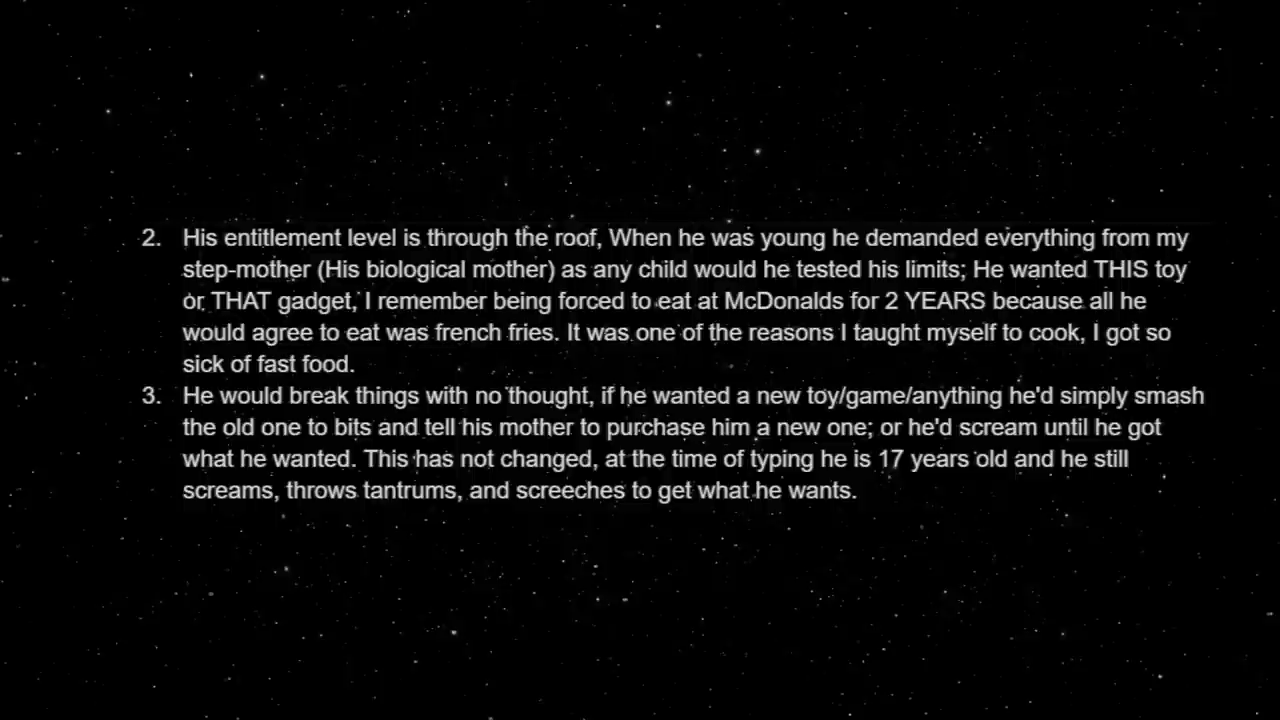 2. His entitlement level is through the roof, When he was young he demanded everything from my
step-mother (His biological mother) as any child would he tested his limits; He wanted THIS toy
or THAT gadget, I remember being forced to eat at McDonalds for 2 YEARS because all he
would agree to eat was french fries. It was one of the reasons I taught myself to cook, I got so
sick of fast food.
3. He would break things with no thought, if he wanted a new toy/game/anything he'd simply smash
the old one to bits and tell his mother to purchase him a new one; or he'd scream until he got
what he wanted. This has not changed, at the time of typing he is 17 years old and he still
screams, throws tantrums, and screeches to get what he wants.